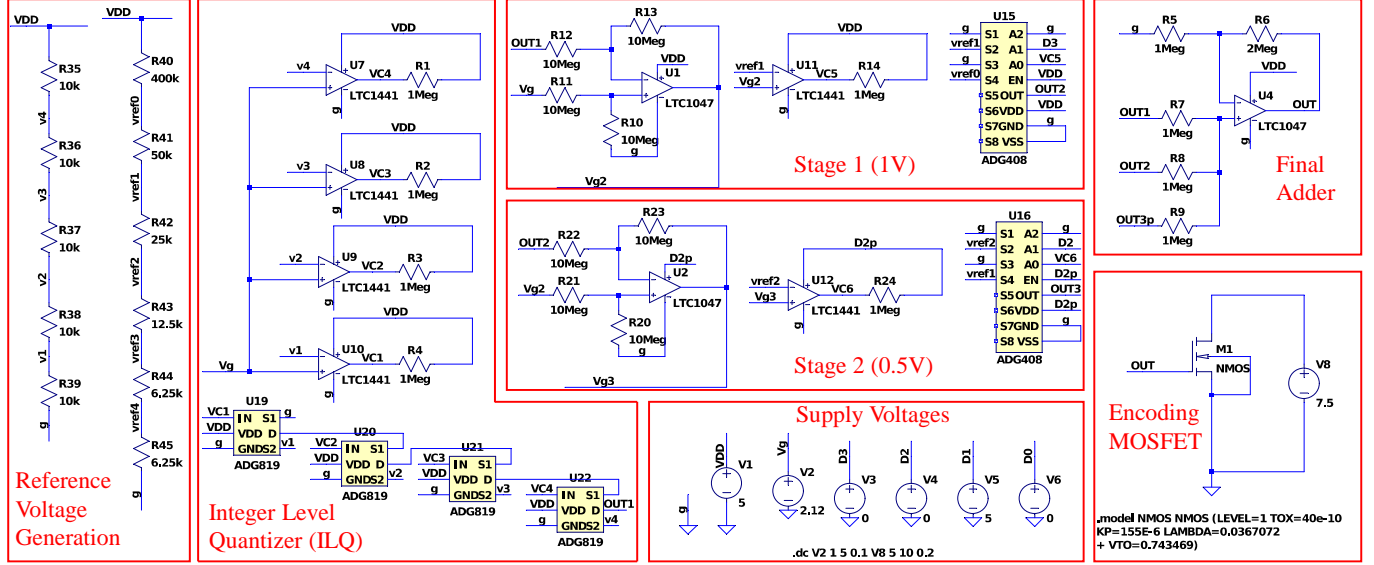 VDD
R35
10k
v4
R36
10k
v3
R37
10k
v2
R38
10k
v1
R39
10k
g
VDD
R40
400k
vref0
R41
50k
vref1
R42
25k
vref2
R43
12.5k
vref3
R44
6.25k
vref4
R45
6.25k
g
Reference
Voltage
Generation
VDD
v4
U7
VC4
R1
1Meg
LTC1441
g
VDD
v3
U8
VC3
R2
1Meg
LTC1441
g
VDD
v2
U9
VC2
R3
1Meg
LTC1441
g
VDD
v1
U10
VC1
R4
1Meg
LTC1441
g
Vg
U19
VC1 IN S1 g
VDD VDD D
g GNDS2 v1
ADG819
U20
VC2 IN S1
VDD VDD D
g GNDS2 v2
ADG819
U21
VC3 IN S1
VDD VDD D
g GNDS2 v3
ADG819
U22
VC4 IN S1
VDD VDD D OUT1
g GNDS2 v4
ADG819
Integer Level
Quantizer (ILQ)
R13
10Meg
OUT1
R12
10Meg
VDD
U1
LTC1047
Vg
R11
10Meg
R10
10Meg
g
Vg2
VDD
vref1
Vg2
U11
VC5
R14
1Meg
LTC1441
g
U15
g S1 A2 g
vref1 S2 A1 D3
g S3 A0 VC5
vref0 S4 EN VDD
S5 OUT OUT2
S6 VDD VDD
S7 GND g
S8 VSS
ADG408
Stage 1 (1V)
R23
10Meg
OUT2
R22
10Meg
D2p
U2
LTC1047
Vg2
R21
10Meg
R20
10Meg
g
Vg3
D2p
vref2
Vg3
U12
VC6
R24
1Meg
LTC1441
g
U16
g S1 A2 g
vref2 S2 A1 D2
g S3 A0 VC6
vref1 S4 EN D2p
S5 OUT OUT3
S6 VDD D2p
S7 GND g
S8 VSS
ADG408
Stage 2 (0.5V)
g
R5
1Meg
R6
2Meg
VDD
U4
OUT
LTC1047
g
OUT1
R7
1Meg
OUT2
R8
1Meg
OUT3p
R9
1Meg
Final
Adder
Supply Voltages
g
VDD
V1
5
Vg
V2
2.12
D3
V3
0
D2
V4
0
D1
V5
5
D0
V6
0
.dc V2 1 5 0.1 V8 5 10 0.2
OUT
M1
NMOS
V8
7.5
Encoding
MOSFET
.model NMOS NMOS (LEVEL=1 TOX=40e-10
KP=155E-6 LAMBDA=0.0367072
+ VTO=0.743469)